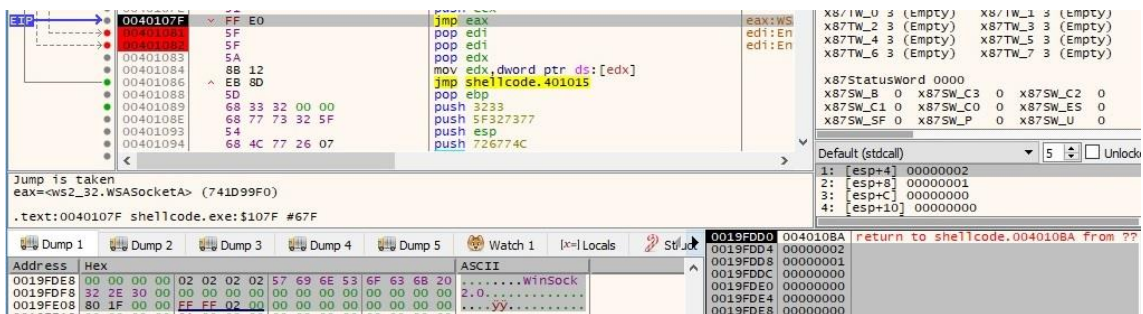 EIP
0040107F FF E0 jmp eax eax:WS
00401081 5F pop edi edi:En
00401082 5F pop edi edi:En
00401083 5A pop edx
00401084 8B 12 mov edx,dword ptr ds:[edx]
00401086 EB 8D jmp shellcode.401015
00401088 5D pop ebp
00401089 68 33 32 00 00 push 3233
0040108E 68 77 73 32 5F push 5F327377
00401093 54 push esp
00401094 68 4C 77 26 07 push 726774C
Jump is taken
eax=<ws2_32.WSASocketA> (741D99F0)
.text:0040107F shellcode.exe:$107F #67F
x87TW_0 3 (Empty) x87TW_1 3 (Empty)
x87TW_2 3 (Empty) x87TW_3 3 (Empty)
x87TW_4 3 (Empty) x87TW_5 3 (Empty)
x87TW_6 3 (Empty) x87TW_7 3 (Empty)
x87StatusWord 0000
x87SW_B 0 x87SW_C3 0 x87SW_C2 0
x87SW_C1 0 x87SW_C0 0 x87SW_ES 0
x87SW_SF 0 x87SW_P 0 x87SW_U 0
Default (stdcall) 5 Unlocke
1: [esp+4] 00000002
2: [esp+8] 00000001
3: [esp+C] 00000000
4: [esp+10] 00000000
Dump 1 Dump 2 Dump 3 Dump 4 Dump 5 Watch 1 [x=] Locals
Address Hex ASCII
0019FDE8 00 00 00 00 02 02 02 02 57 69 6E 53 6F 63 6B 20 ........WinSock
0019FDF8 32 2E 30 00 00 00 00 00 00 00 00 00 00 00 00 00 2.0.............
0019FE08 80 1F 00 00 FF FF 02 00 00 00 00 00 00 00 00 00 ....ÿÿ..........
0019FDD0 004010BA return to shellcode.004010BA from ??
0019FDD4 00000002
0019FDD8 00000001
0019FDDC 00000000
0019FDE0 00000000
0019FDE4 00000000
0019FDE8 00000000